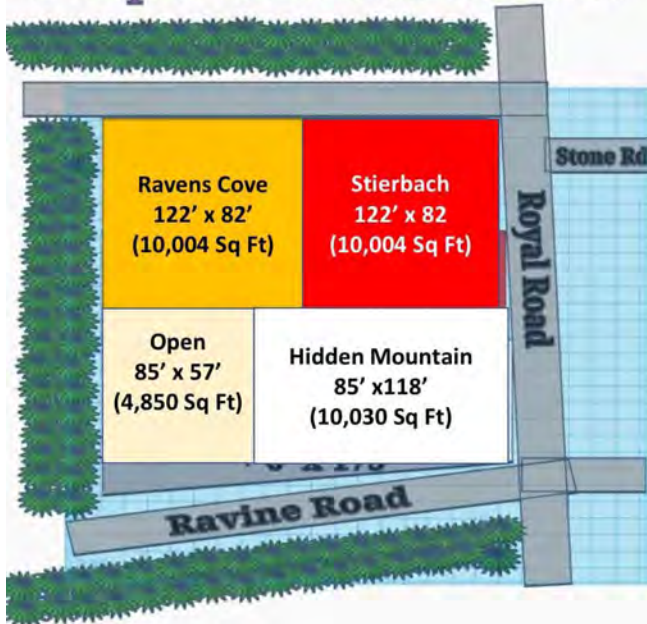 Ravens Cove
122’ x 82’
(10,004 Sq Ft)
Stierbach
122’ x 82
(10,004 Sq Ft)
Stone Rd
Royal Road
Open
85’ x 57’
(4,850 Sq Ft)
Hidden Mountain
85’ x118’
(10,030 Sq Ft)
Ravine Road